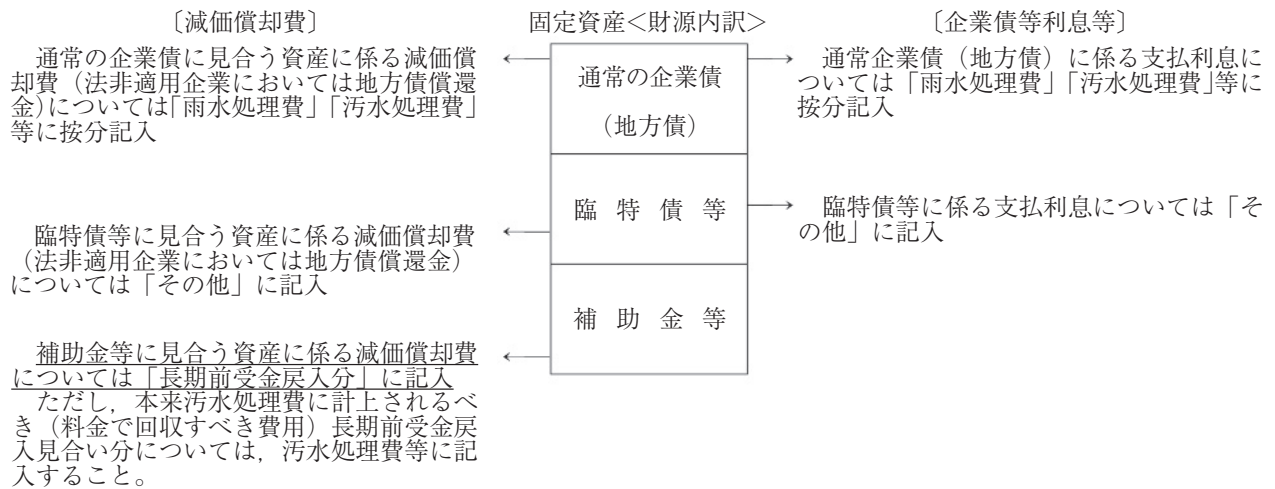 〔減価償却費〕
通常の企業債に見合う資産に係る減価償
却費（法非適用企業においては地方債償還
金）については「雨水処理費」「汚水処理費」
等に按分記入
臨特債等に見合う資産に係る減価償却費
（法非適用企業においては地方債償還金）
については「その他」に記入
補助金等に見合う資産に係る減価償却費
については「長期前受金戻入分」に記入
ただし，本来汚水処理費に計上されるべ
き（料金で回収すべき費用）長期前受金戻
入見合い分については，汚水処理費等に記
入すること。
固定資産<財源内訳>
通常の企業債
（地方債）
臨特債等
補助金等
〔企業債等利息等〕
通常企業債（地方債）に係る支払利息に
ついては「雨水処理費」「汚水処理費」等に
按分記入
臨特債等に係る支払利息については「そ
の他」に記入